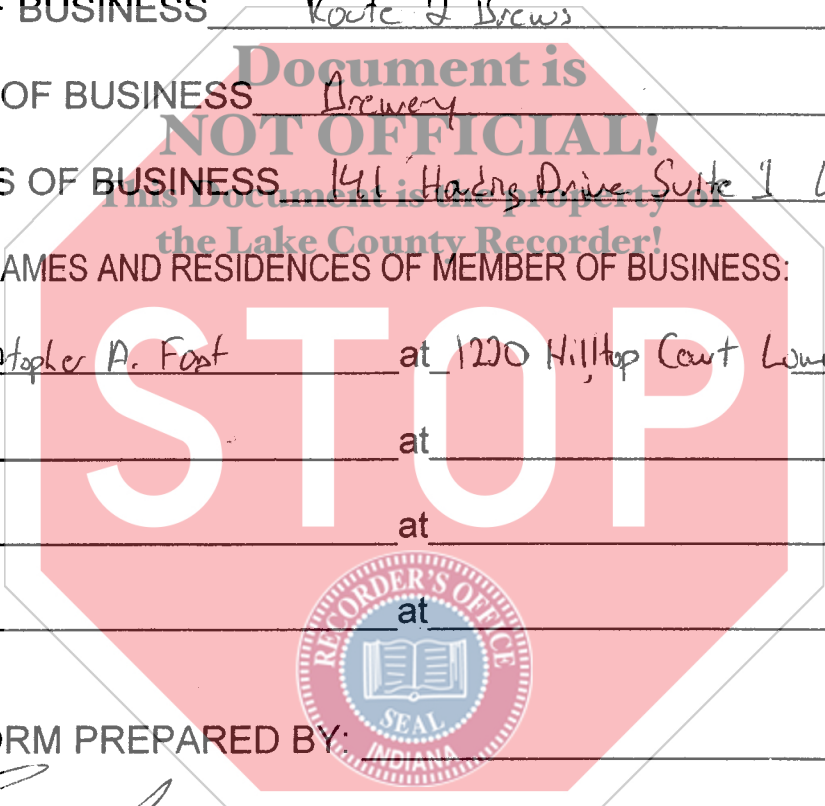 BUSINESS Route 2 Brews
Document is
OF BUSINESS Brewery
NOT OFFICIAL!
S OF BUSINESS 141 Drive Suite 1
This Document is the property of
the Lake County Recorder!
AMES AND RESIDENCES OF MEMBER OF BUSINESS:
STOP
topher A. at 1220 Hilltop Court Low
at
at
at
RECORDER'S OFFICE
SEAL
INDIANA
ORM PREPARED BY: